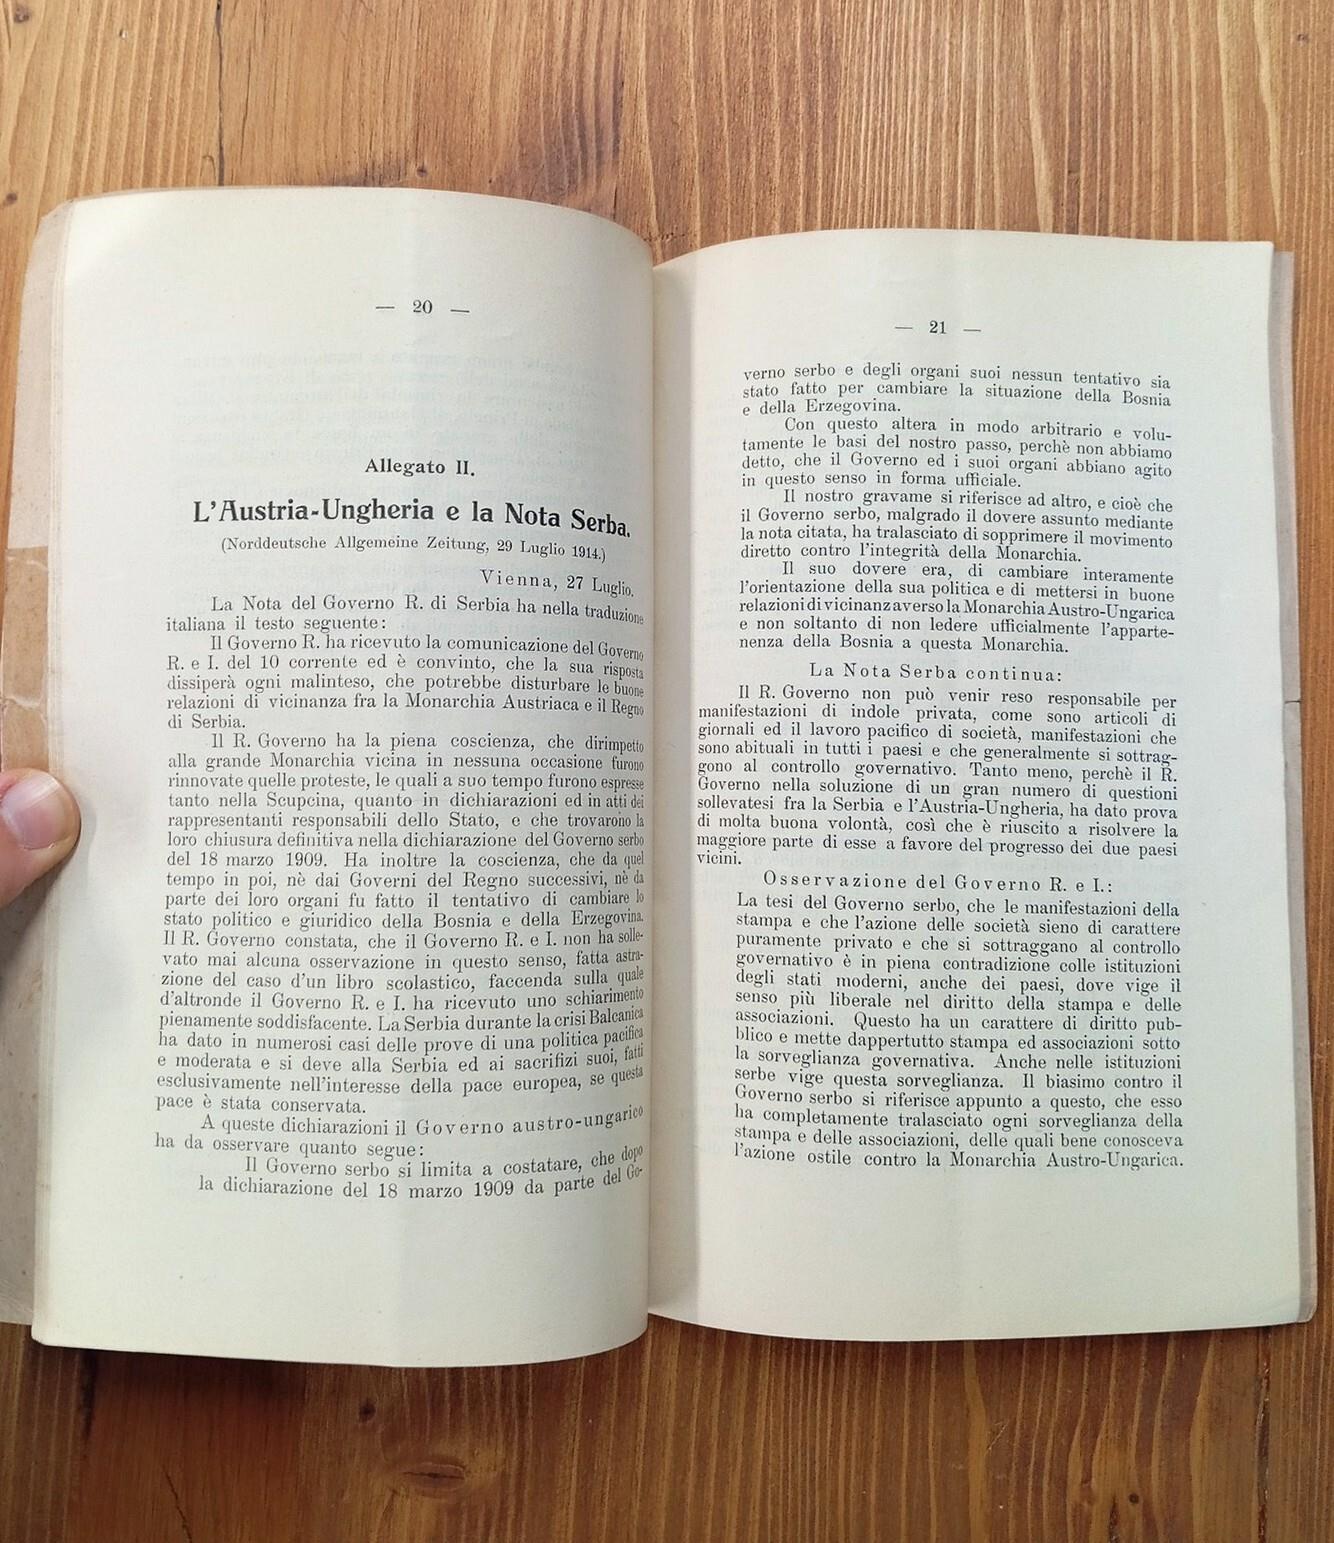 — 20 —
Allegato II.
L'Austria-Ungheria e la Nota Serba.
(Norddeutsche Allgemeine Zeitung, 29 Luglio 1914.)
Vienna, 27 Luglio.
La Nota del Governo R. di Serbia ha nella traduzione
italiana il testo seguente:
Il Governo R. ha ricevuto la comunicazione del Governo
R. e I. del 10 corrente ed è convinto, che la sua risposta
dissiperà ogni malinteso, che potrebbe disturbare le buone
relazioni di vicinanza fra la Monarchia Austriaca e il Regno
di Serbia.
Il R. Governo ha la piena coscienza, che dirimpetto
alla grande Monarchia vicina in nessuna occasione furono
rinnovate quelle proteste, le quali a suo tempo furono espresse
tanto nella Scupcina, quanto in dichiarazioni ed in atti dei
rappresentanti responsabili dello Stato, e che trovarono la
loro chiusura definitiva nella dichiarazione del Governo serbo
del 18 marzo 1909. Ha inoltre la coscienza, che da quel
tempo in poi, nè dai Governi del Regno successivi, nè da
parte dei loro organi fu fatto il tentativo di cambiare lo
stato politico e giuridico della Bosnia e della Erzegovina.
Il R. Governo constata, che il Governo R. e I. non ha solle-
vato mai alcuna osservazione in questo senso, fatta astra-
zione del caso d'un libro scolastico, faccenda sulla quale
d'altronde il Governo R. e I. ha ricevuto uno schiarimento
pienamente soddisfacente. La Serbia durante la crisi Balcanica
ha dato in numerosi casi delle prove di una politica pacifica
e moderata e si deve alla Serbia ed ai sacrifizi suoi, fatti
esclusivamente nell'interesse della pace europea, se questa
pace è stata conservata.
A queste dichiarazioni il Governo austro-ungarico
ha da osservare quanto segue:
Il Governo serbo si limita a costatare, che dopo
la dichiarazione del 18 marzo 1909 da parte del Go-
— 21 —
verno serbo e degli organi suoi nessun tentativo sia
stato fatto per cambiare la situazione della Bosnia
e della Erzegovina.
Con questo altera in modo arbitrario e volu-
tamente le basi del nostro passo, perchè non abbiamo
detto, che il Governo ed i suoi organi abbiano agito
in questo senso in forma ufficiale.
Il nostro gravame si riferisce ad altro, e cioè che
il Governo serbo, malgrado il dovere assunto mediante
la nota citata, ha tralasciato di sopprimere il movimento
diretto contro l'integrità della Monarchia.
Il suo dovere era, di cambiare interamente
l'orientazione della sua politica e di mettersi in buone
relazioni di vicinanza verso la Monarchia Austro-Ungarica
e non soltanto di non ledere ufficialmente l'apparte-
nenza della Bosnia a questa Monarchia.
La Nota Serba continua:
Il R. Governo non può venir reso responsabile per
manifestazioni di indole privata, come sono articoli di
giornali ed il lavoro pacifico di società, manifestazioni che
sono abituali in tutti i paesi e che generalmente si sottrag-
gono al controllo governativo. Tanto meno, perchè il R.
Governo nella soluzione di un gran numero di questioni
sollevatesi fra la Serbia e l'Austria-Ungheria, ha dato prova
di molta buona volontà, così che è riuscito a risolvere la
maggiore parte di esse a favore del progresso dei due paesi
vicini.
Osservazione del Governo R. e I.:
La tesi del Governo serbo, che le manifestazioni della
stampa e che l'azione delle società sieno di carattere
puramente privato e che si sottraggano al controllo
governativo è in piena contradizione colle istituzioni
degli stati moderni, anche dei paesi, dove vige il
senso più liberale nel diritto della stampa e delle
associazioni. Questo ha un carattere di diritto pub-
blico e mette dappertutto stampa ed associazioni sotto
la sorveglianza governativa. Anche nelle istituzioni
serbe vige questa sorveglianza. Il biasimo contro il
Governo serbo si riferisce appunto a questo, che esso
ha completamente tralasciato ogni sorveglianza della
stampa e delle associazioni, delle quali bene conosceva
l'azione ostile contro la Monarchia Austro-Ungarica.